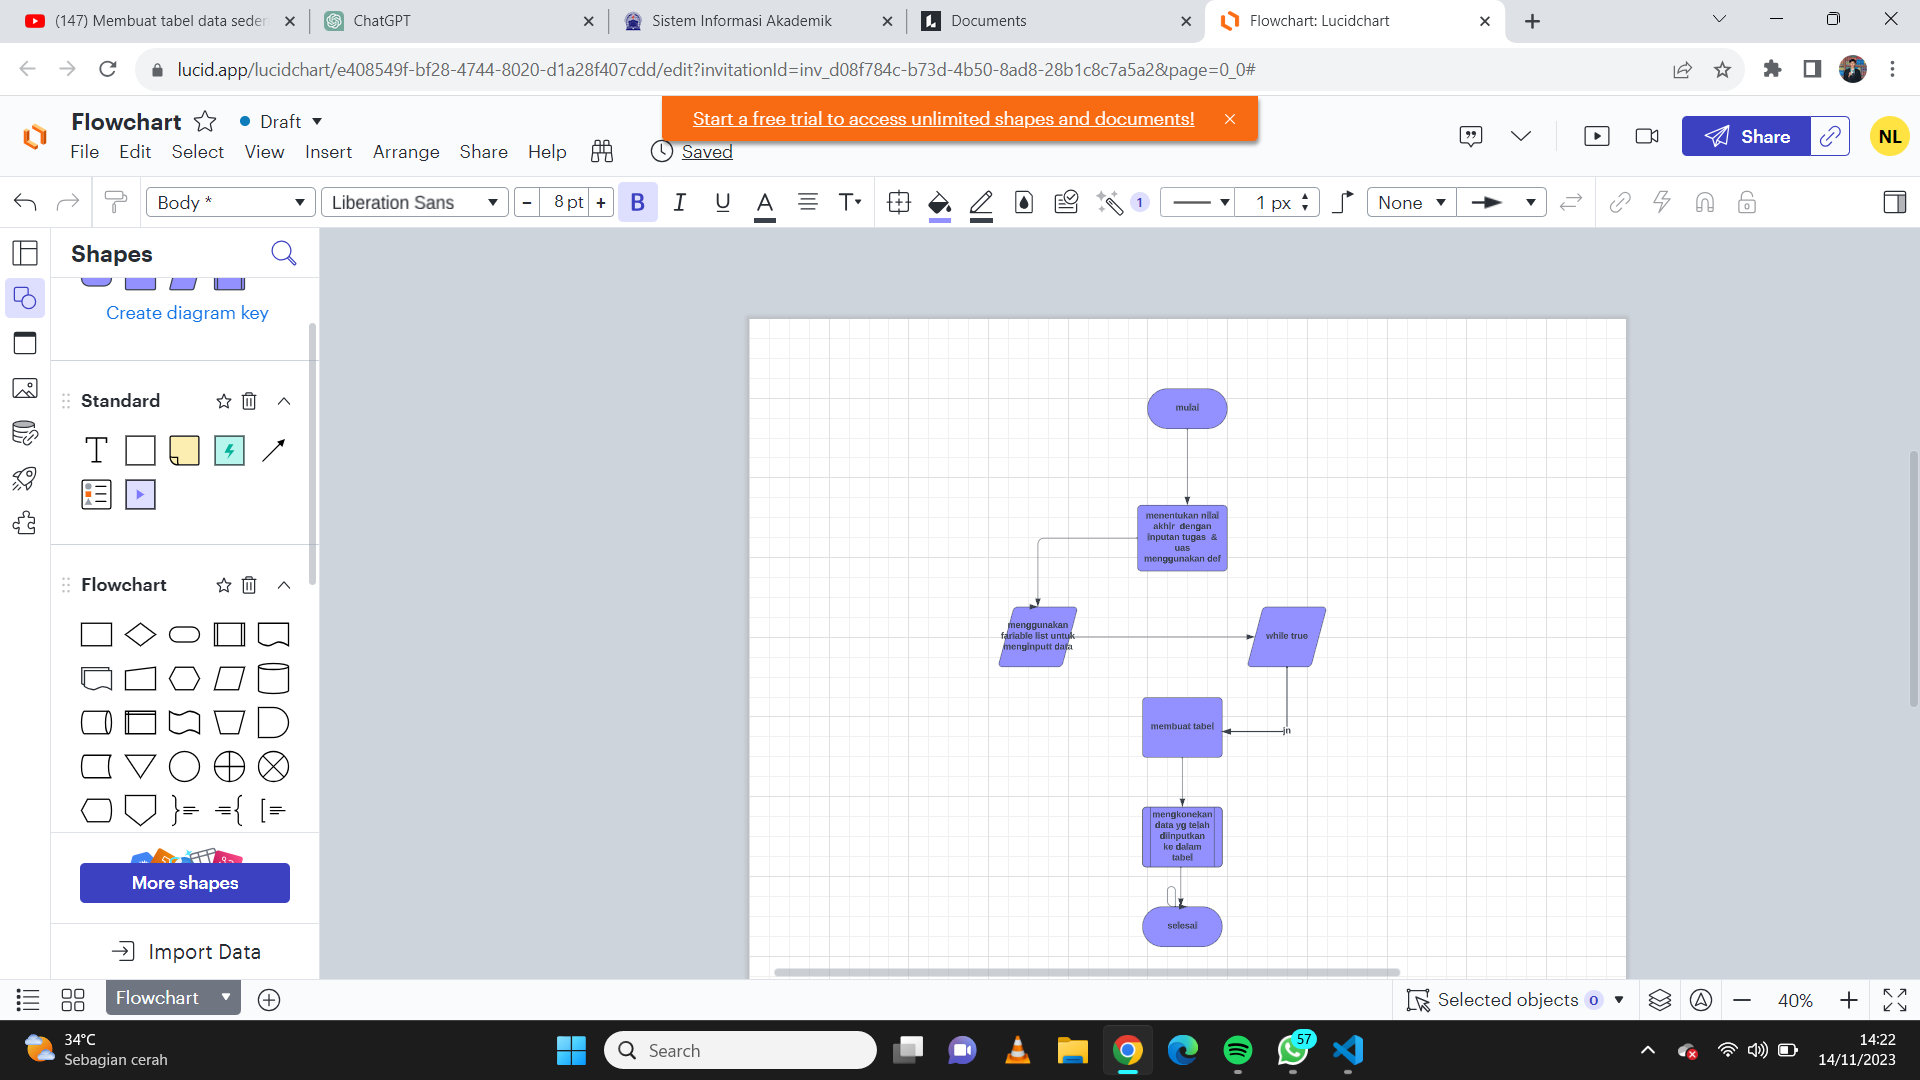 (147) Membuat tabel data seder
ChatGPT
Sistem Informasi Akademik
Documents
Flowchart: Lucidchart
lucid.app/lucidchart/e408549f-bf28-4744-8020-d1a28f407cdd/edit?invitationId=inv_d08f784c-b73d-4b50-8ad8-28b1c8c7a5a2&page=0_0#
Flowchart
Draft
Start a free trial to access unlimited shapes and documents!
File
Edit
Select
View
Insert
Arrange
Share
Help
Saved
Share
NL
Body *
Liberation Sans
8 pt
B
I
U
A
T
1
1 px
None
Shapes
Create diagram key
Standard
T
Flowchart
More shapes
Import Data
mulai
menentukan nilai
akhir dengan
inputan tugas &
uas
menggunakan def
menggunakan
fariable list untuk
menginputt data
while true
jn
membuat tabel
mengkonekan
data yg telah
diinputkan
ke dalam
tabel
selesai
Flowchart
Selected objects
0
40%
34°C
Sebagian cerah
Search
57
14:22
14/11/2023